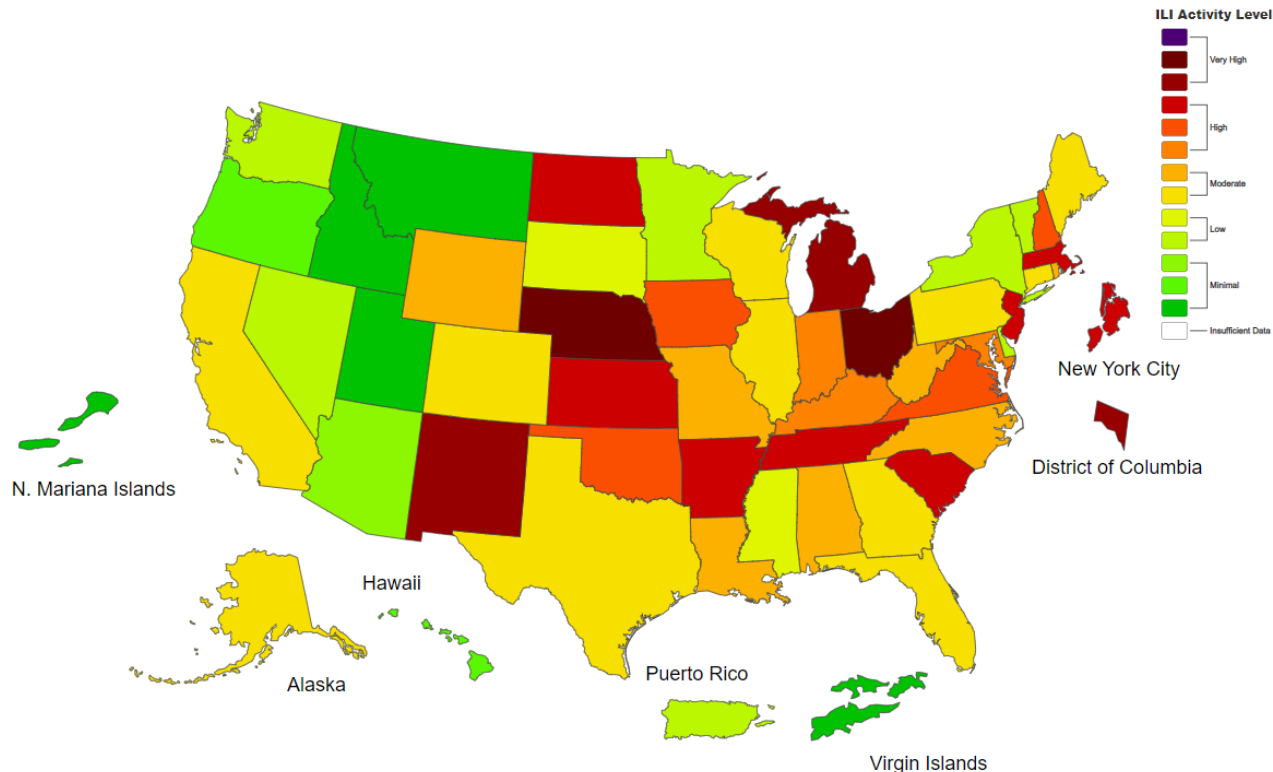 ILI Activity Level
Very High
High
Moderate
Low
Minimal
Insufficient Data
New York City
District of Columbia
N. Mariana Islands
Hawaii
Alaska
Puerto Rico
Virgin Islands